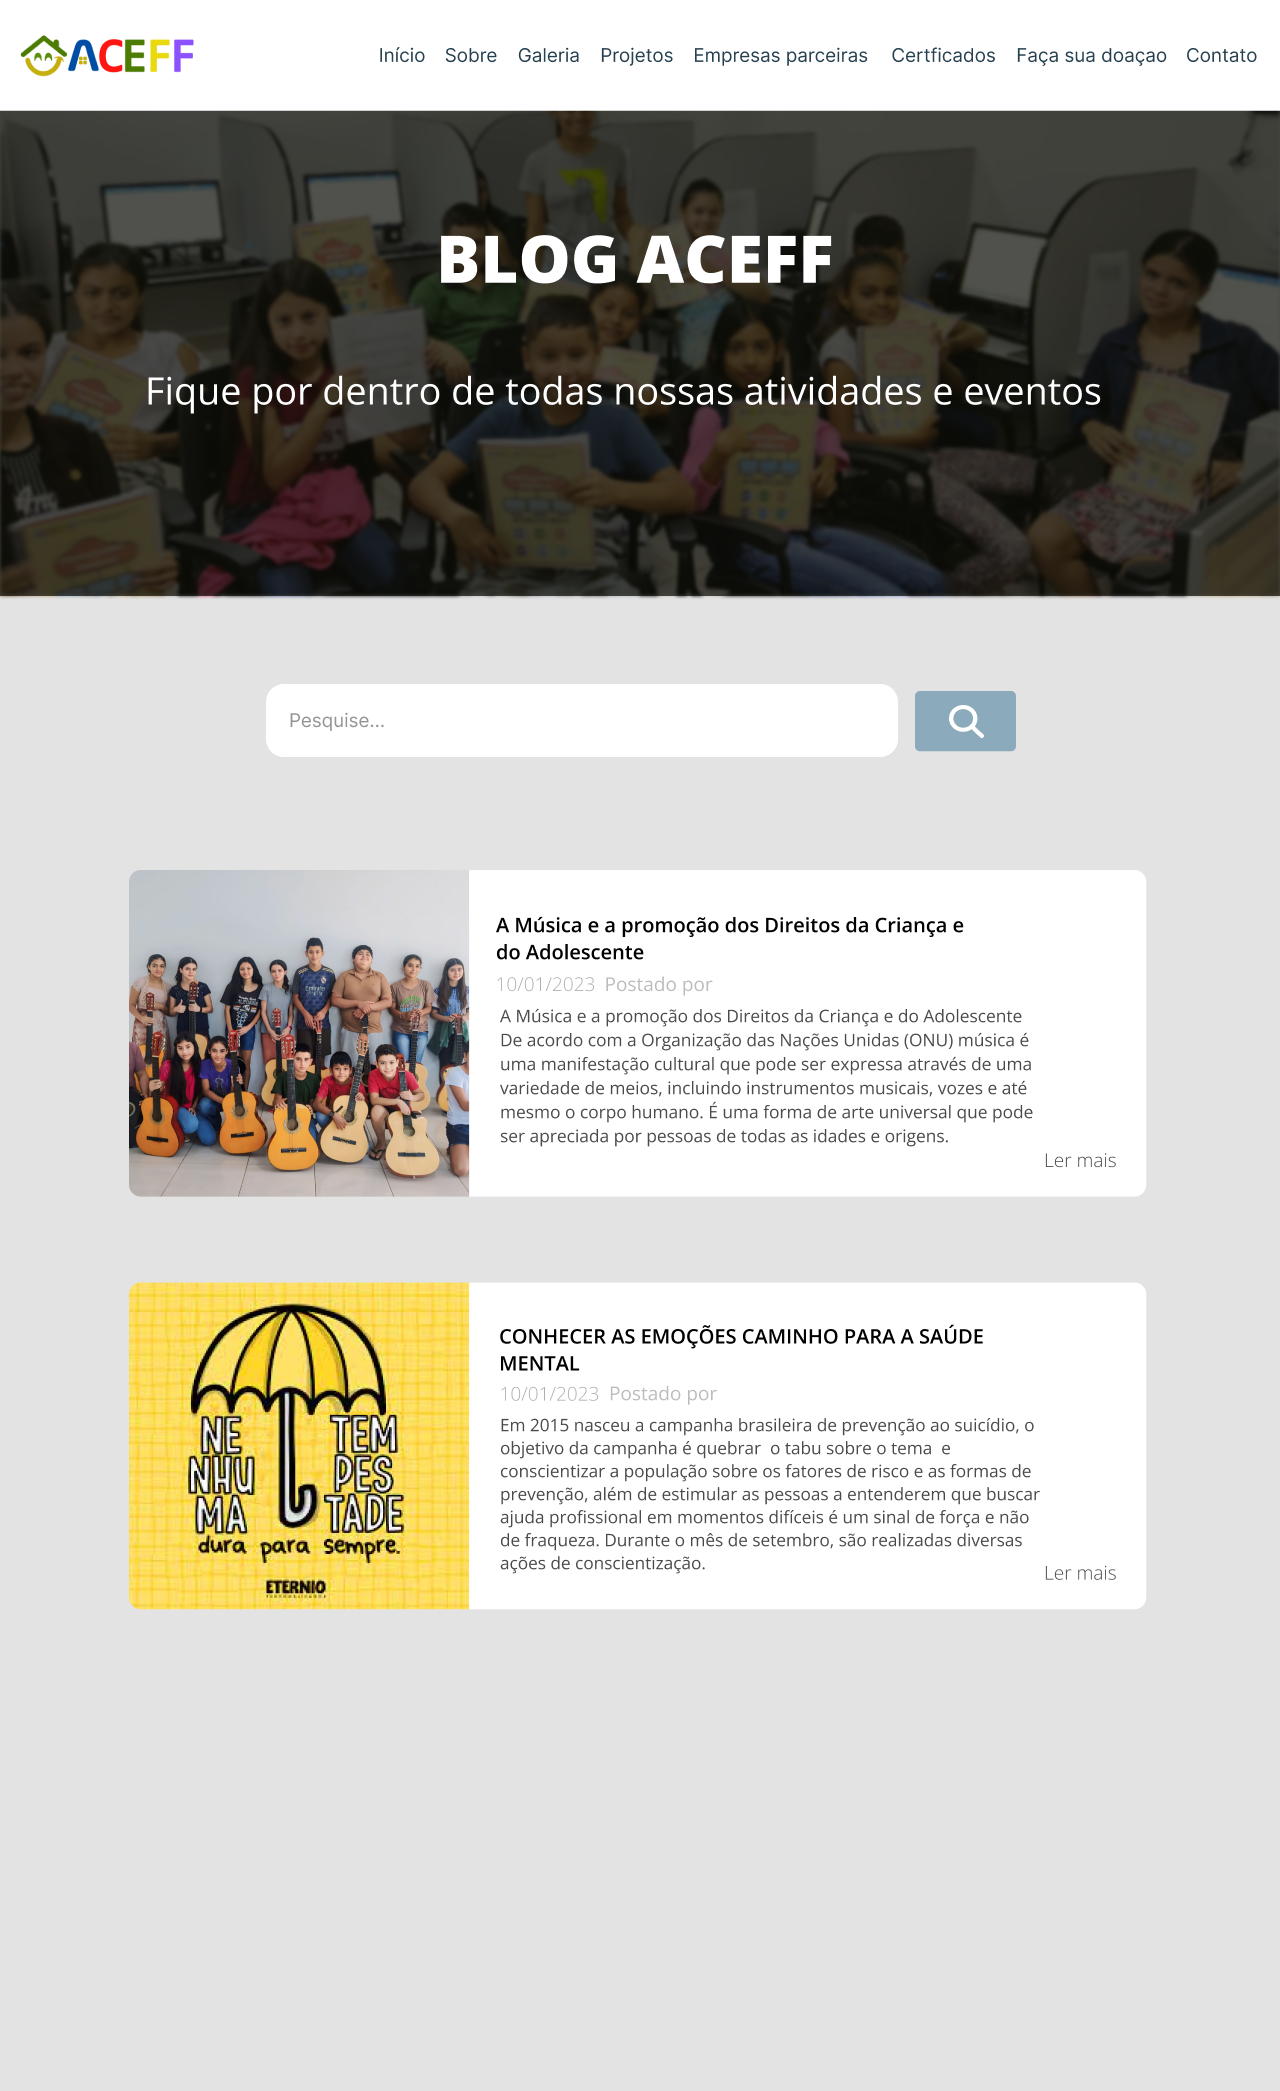 ACEFF
Início Sobre Galeria Projetos Empresas parceiras Certficados Faça sua doaçao Contato
BLOG ACEFF
Fique por dentro de todas nossas atividades e eventos
Pesquise...
A Música e a promoção dos Direitos da Criança e
do Adolescente
10/01/2023 Postado por
A Música e a promoção dos Direitos da Criança e do Adolescente
De acordo com a Organização das Nações Unidas (ONU) música é
uma manifestação cultural que pode ser expressa através de uma
variedade de meios, incluindo instrumentos musicais, vozes e até
mesmo o corpo humano. É uma forma de arte universal que pode
ser apreciada por pessoas de todas as idades e origens.
Ler mais
NE
NHU
MA
TEM
PES
TADE
dura para sempre.
ETERNIO
CONHECER AS EMOÇÕES CAMINHO PARA A SAÚDE
MENTAL
10/01/2023 Postado por
Em 2015 nasceu a campanha brasileira de prevenção ao suicídio, o
objetivo da campanha é quebrar  o tabu sobre o tema  e
conscientizar a população sobre os fatores de risco e as formas de
prevenção, além de estimular as pessoas a entenderem que buscar
ajuda profissional em momentos difíceis é um sinal de força e não
de fraqueza. Durante o mês de setembro, são realizadas diversas
ações de conscientização.
Ler mais